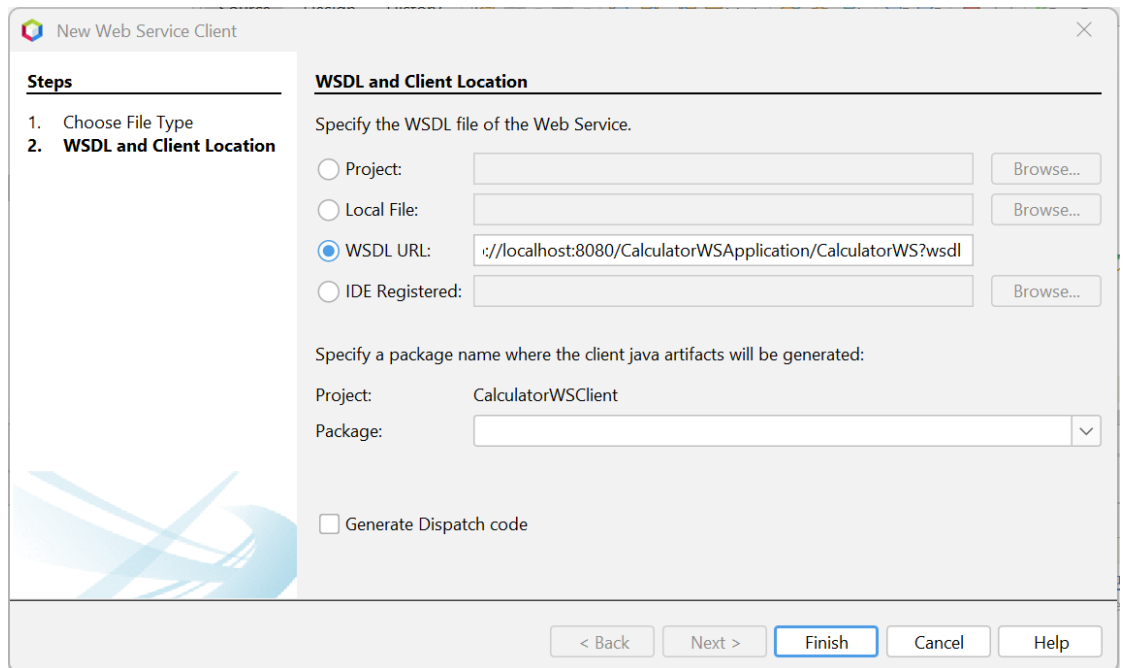 New Web Service Client
Steps
1. Choose File Type
2. WSDL and Client Location
WSDL and Client Location
Specify the WSDL file of the Web Service.
Project:
Browse...
Local File:
Browse...
WSDL URL:
://localhost:8080/CalculatorWSApplication/CalculatorWS?wsdl
IDE Registered:
Browse...
Specify a package name where the client java artifacts will be generated:
Project:
CalculatorWSClient
Package:
Generate Dispatch code
< Back
Next >
Finish
Cancel
Help